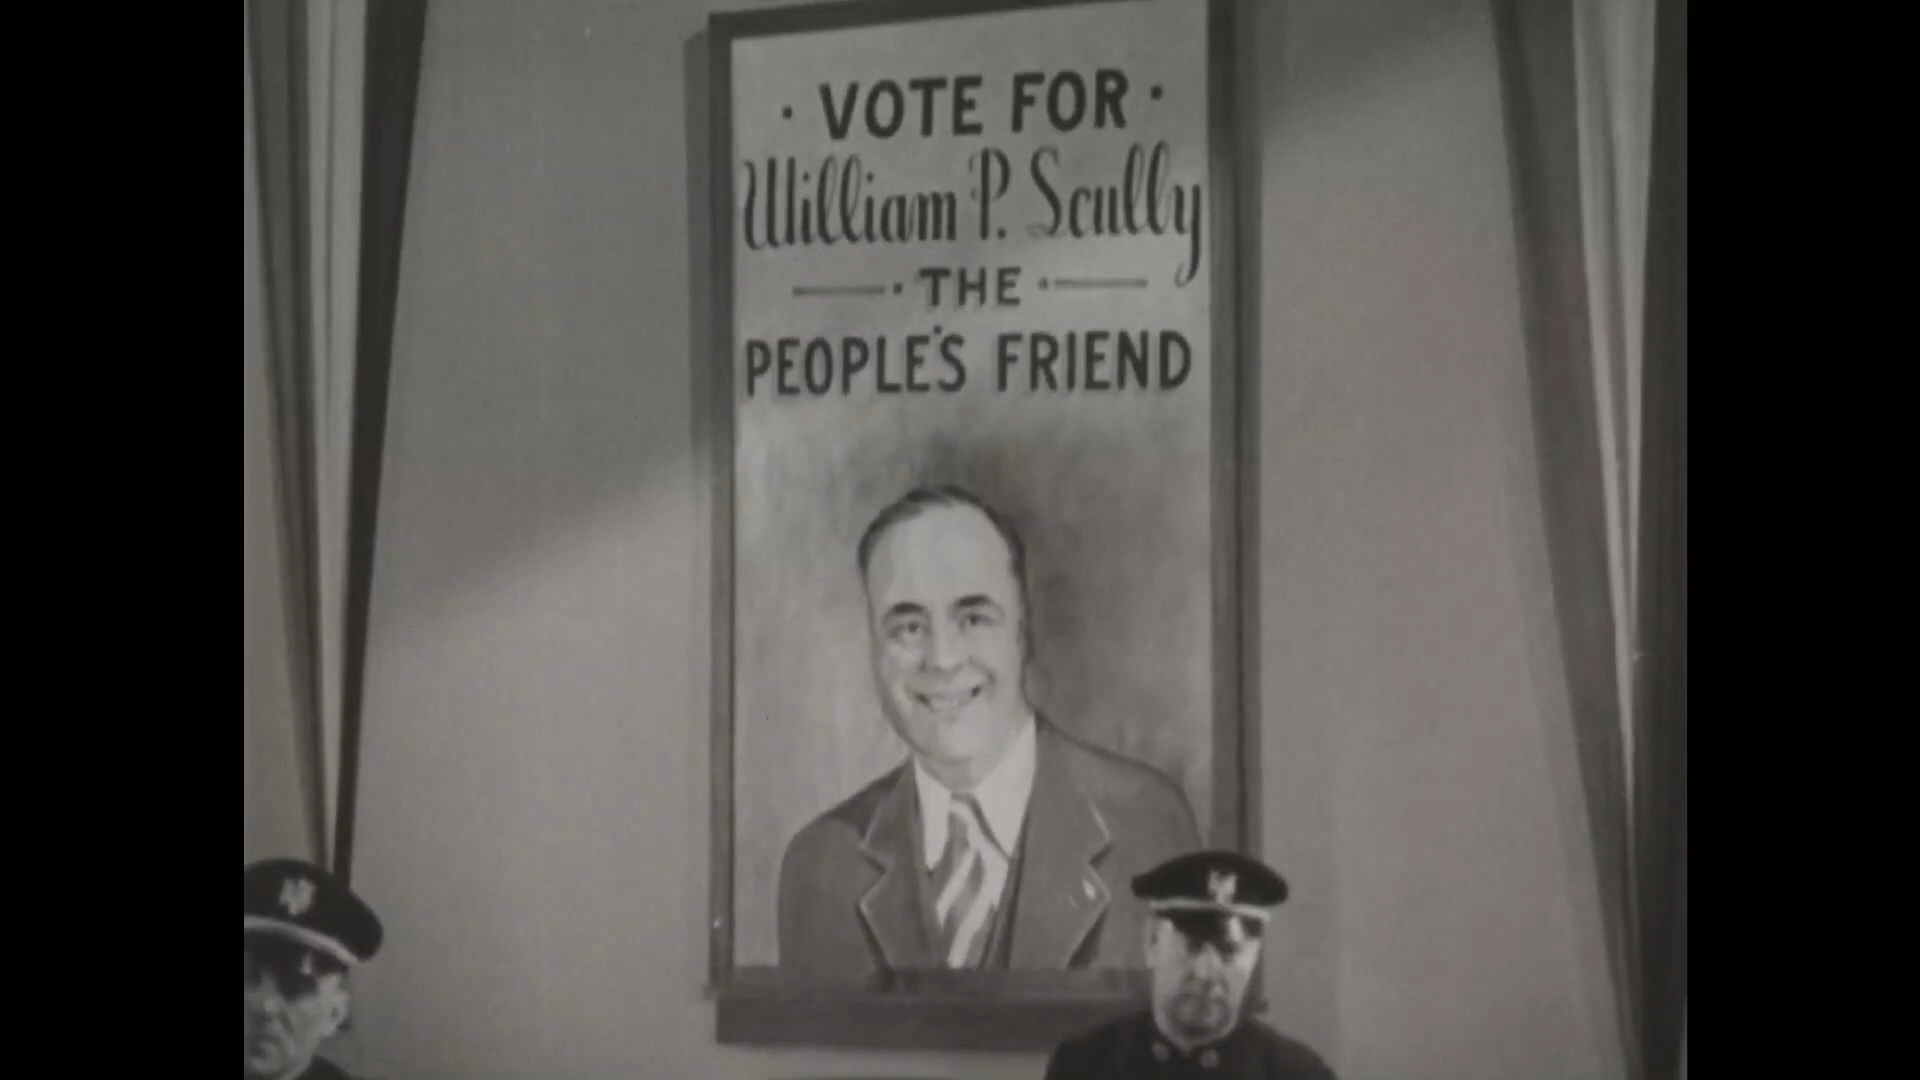 · VOTE FOR ·
William P. Scully
· THE ·
PEOPLE'S FRIEND